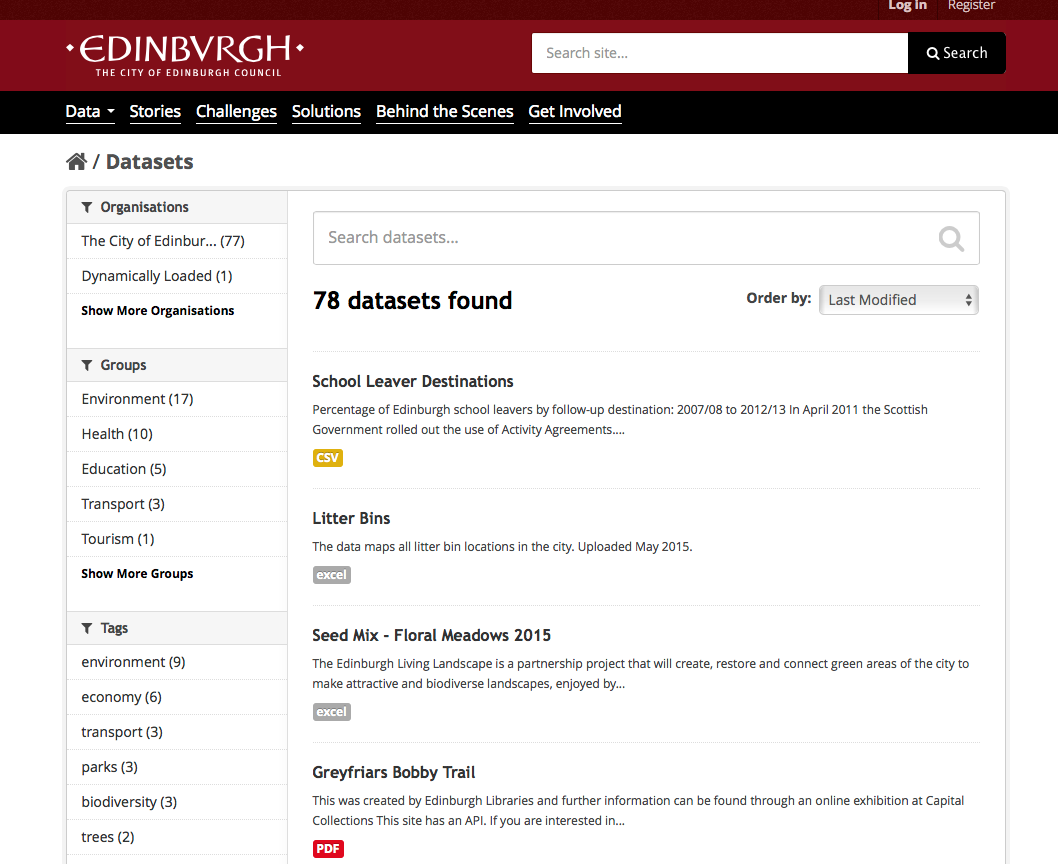 Log In Register
EDINBVRGH
THE CITY OF EDINBURGH COUNCIL
Search site...
Search
Data Stories Challenges Solutions Behind the Scenes Get Involved
/ Datasets
Organisations
The City of Edinbur... (77)
Dynamically Loaded (1)
Show More Organisations
Groups
Environment (17)
Health (10)
Education (5)
Transport (3)
Tourism (1)
Show More Groups
Tags
environment (9)
economy (6)
transport (3)
parks (3)
biodiversity (3)
trees (2)
Search datasets...
78 datasets found
Order by: Last Modified
School Leaver Destinations
Percentage of Edinburgh school leavers by follow-up destination: 2007/08 to 2012/13 In April 2011 the Scottish
Government rolled out the use of Activity Agreements....
CSV
Litter Bins
The data maps all litter bin locations in the city. Uploaded May 2015.
excel
Seed Mix - Floral Meadows 2015
The Edinburgh Living Landscape is a partnership project that will create, restore and connect green areas of the city to
make attractive and biodiverse landscapes, enjoyed by...
excel
Greyfriars Bobby Trail
This was created by Edinburgh Libraries and further information can be found through an online exhibition at Capital
Collections This site has an API. If you are interested in...
PDF